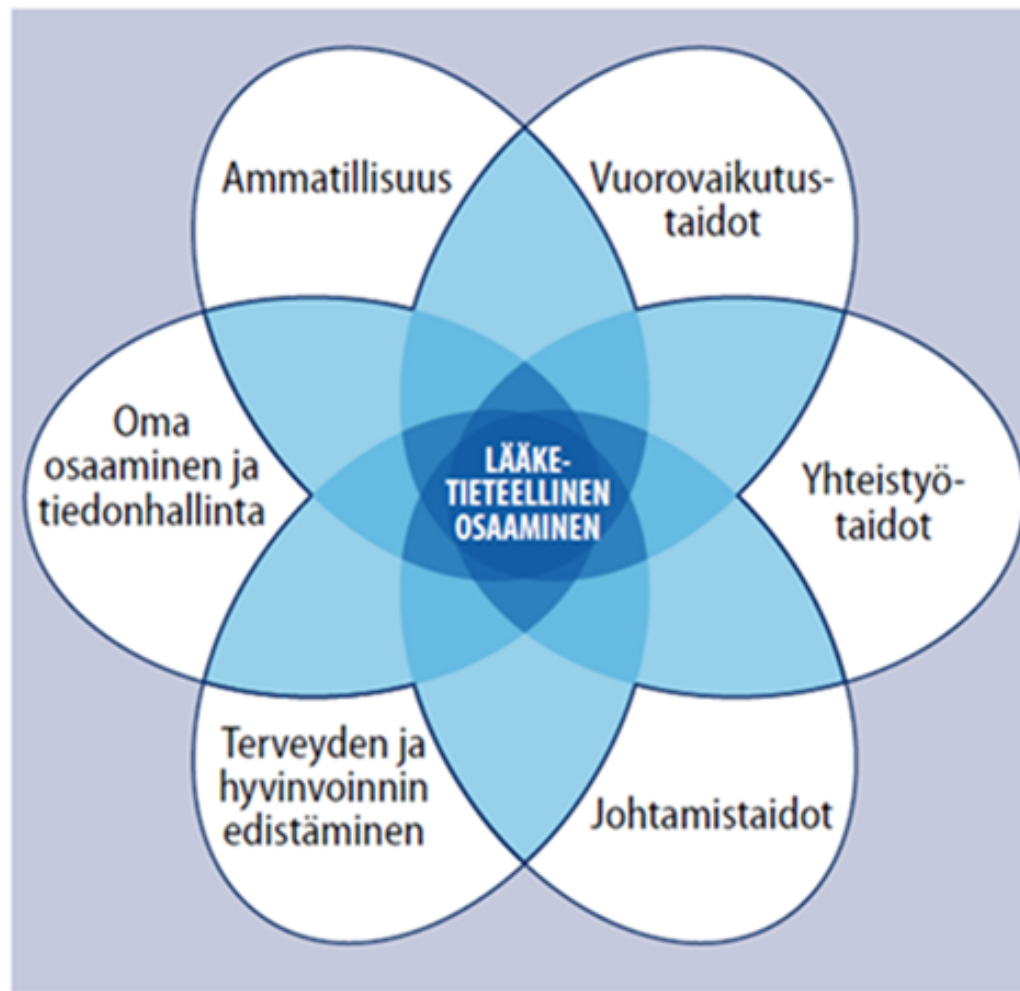 Ammatillisuus
Vuorovaikutus-
taidot
Oma
osaaminen ja
tiedonhallinta
LÄÄKE-
TIETEELLINEN
OSAAMINEN
Yhteistyö-
taidot
Terveyden ja
hyvinvoinnin
edistäminen
Johtamistaidot